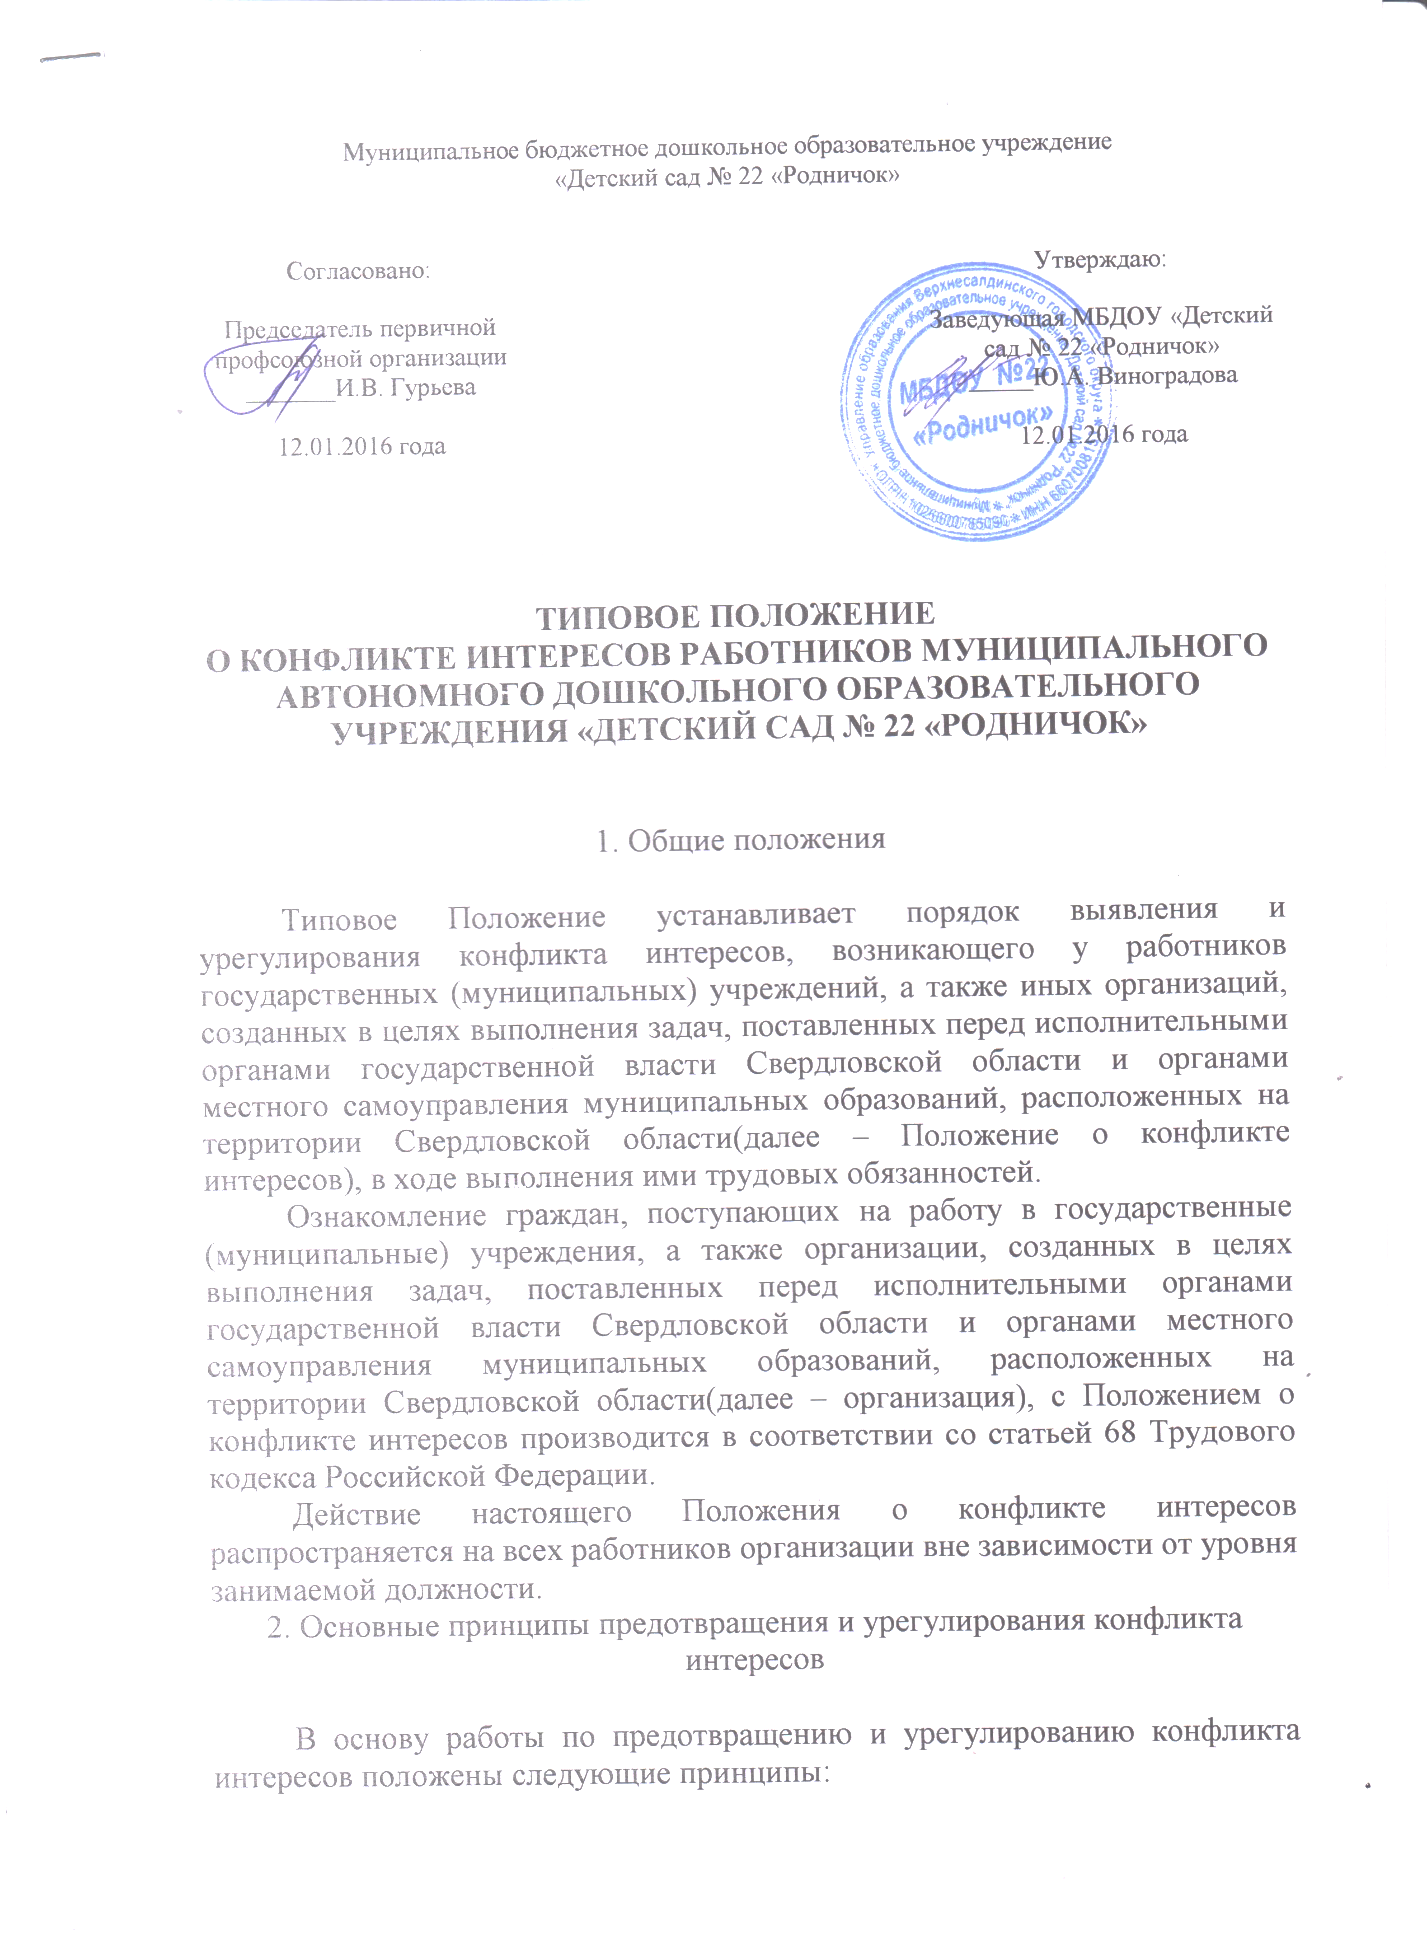 Муниципальное бюджетное дошкольное образовательное учреждение
«Детский сад № 22 «Родничок»
Согласовано:
Председатель первичной
профсоюзной организации
_______И.В. Гурьева
12.01.2016 года
Утверждаю:
Заведующая МБДОУ «Детский
сад № 22 «Родничок»
_____Ю.А. Виноградова
12.01.2016 года
Управление образования Верхнесалдинского городского округа *
МБДОУ №22
«Родничок»
ТИПОВОЕ ПОЛОЖЕНИЕ
О КОНФЛИКТЕ ИНТЕРЕСОВ РАБОТНИКОВ МУНИЦИПАЛЬНОГО
АВТОНОМНОГО ДОШКОЛЬНОГО ОБРАЗОВАТЕЛЬНОГО
УЧРЕЖДЕНИЯ «ДЕТСКИЙ САД № 22 «РОДНИЧОК»
1. Общие положения
Типовое Положение устанавливает порядок выявления и
урегулирования конфликта интересов, возникающего у работников
государственных (муниципальных) учреждений, а также иных организаций,
созданных в целях выполнения задач, поставленных перед исполнительными
органами государственной власти Свердловской области и органами
местного самоуправления муниципальных образований, расположенных на
территории Свердловской области(далее – Положение о конфликте
интересов), в ходе выполнения ими трудовых обязанностей.
Ознакомление граждан, поступающих на работу в государственные
(муниципальные) учреждения, а также организации, созданных в целях
выполнения задач, поставленных перед исполнительными органами
государственной власти Свердловской области и органами местного
самоуправления муниципальных образований, расположенных на
территории Свердловской области(далее – организация), с Положением о
конфликте интересов производится в соответствии со статьей 68 Трудового
кодекса Российской Федерации.
Действие настоящего Положения о конфликте интересов
распространяется на всех работников организации вне зависимости от уровня
занимаемой должности.
2. Основные принципы предотвращения и урегулирования конфликта
интересов
В основу работы по предотвращению и урегулированию конфликта
интересов положены следующие принципы: